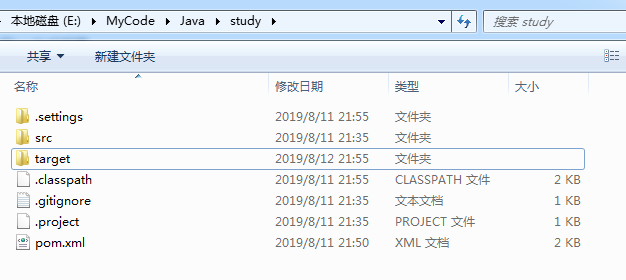 本地磁盘 (E:) ▸ MyCode ▸ Java ▸ study ▸ 搜索 study
共享 ▼ 新建文件夹
名称 修改日期 类型 大小
.settings 2019/8/11 21:55 文件夹
src 2019/8/11 21:35 文件夹
target 2019/8/12 21:55 文件夹
.classpath 2019/8/11 21:55 CLASSPATH 文件 2 KB
.gitignore 2019/8/11 21:35 文本文档 1 KB
.project 2019/8/11 21:35 PROJECT 文件 1 KB
pom.xml 2019/8/11 21:50 XML 文档 2 KB